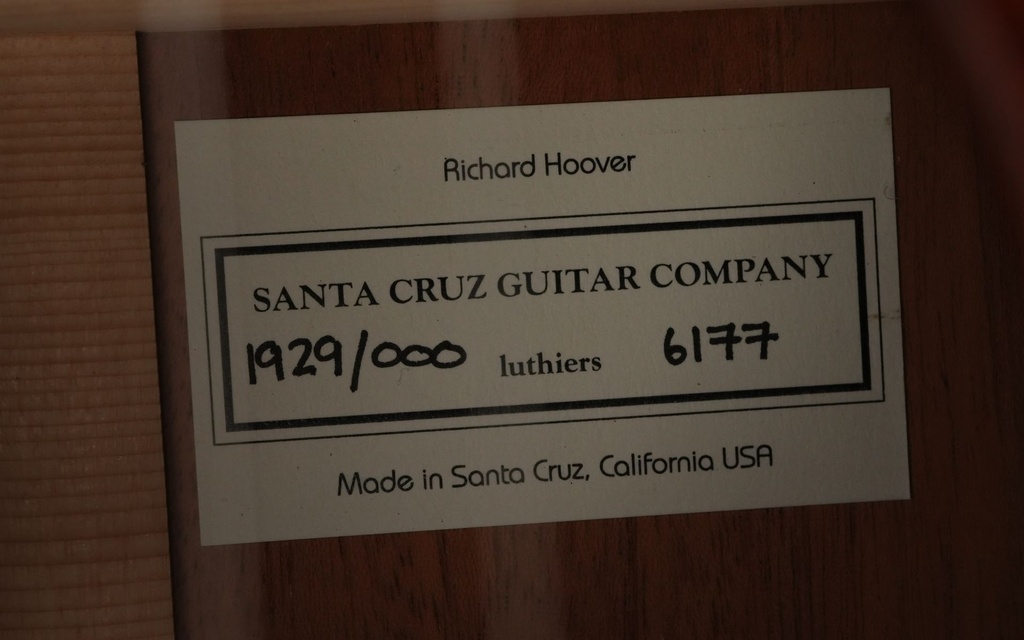 Richard Hoover
SANTA CRUZ GUITAR COMPANY
1929/000 luthiers 6177
Made in Santa Cruz, California USA